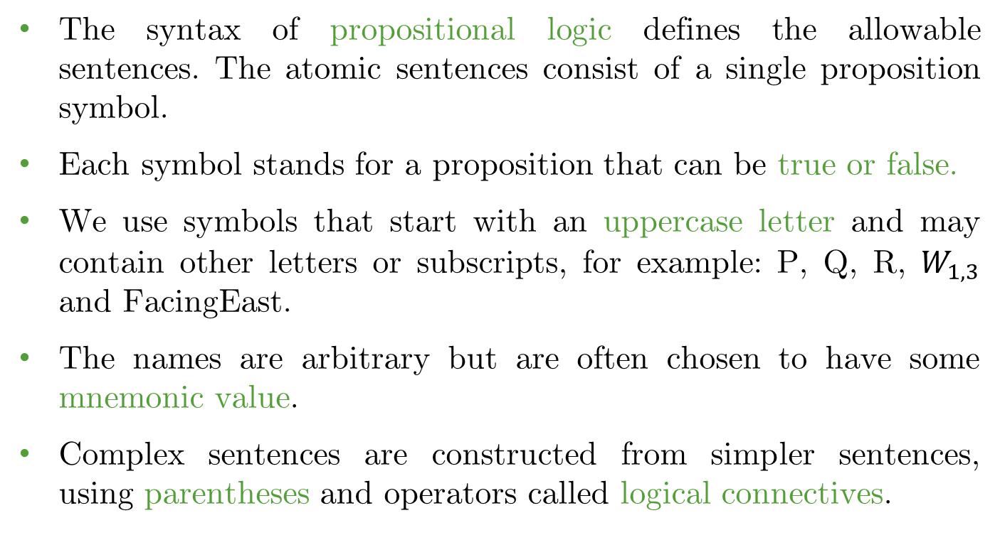 • The syntax of propositional logic defines the allowable
sentences. The atomic sentences consist of a single proposition
symbol.
• Each symbol stands for a proposition that can be true or false.
• We use symbols that start with an uppercase letter and may
contain other letters or subscripts, for example: P, Q, R, W₁,₃
and FacingEast.
• The names are arbitrary but are often chosen to have some
mnemonic value.
• Complex sentences are constructed from simpler sentences,
using parentheses and operators called logical connectives.